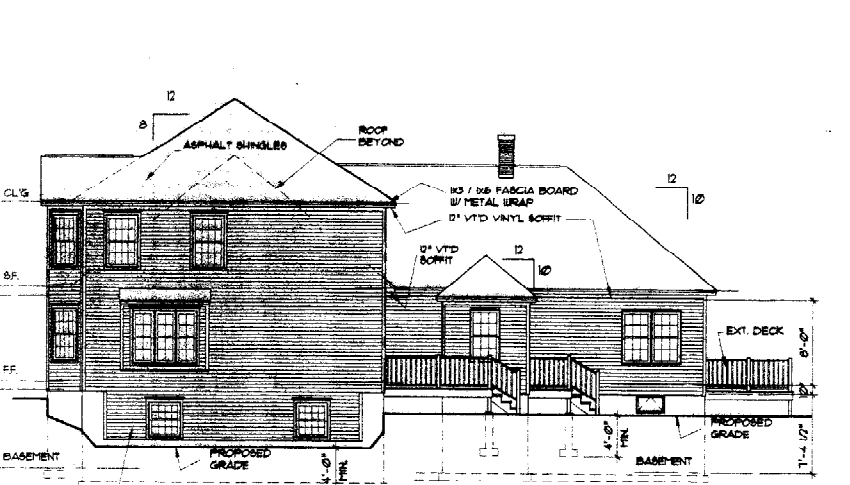 12
8
ROOF
BEYOND
ASPHALT SHINGLES
CL'G
1X3 / 1X6 FASCIA BOARD
W/ METAL WRAP
12
10
12" VT'D VINYL SOFFIT
12" VT'D
SOFFIT
12
10
S.F.
EXT. DECK
8'-0"
F.F.
10"
PROPOSED
GRADE
PROPOSED
GRADE
4'-0"
MIN.
4'-0"
MIN.
7'-4 1/2"
BASEMENT
BASEMENT